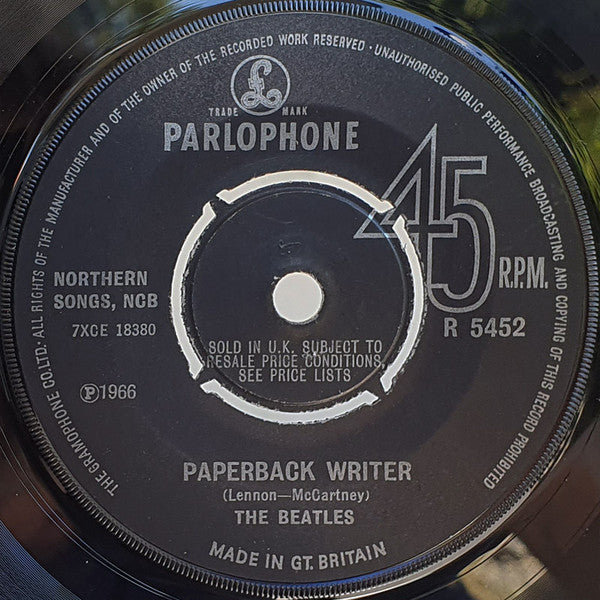 THE GRAMOPHONE CO.LTD. · ALL RIGHTS OF THE MANUFACTURER AND OF THE OWNER OF THE RECORDED WORK RESERVED · UNAUTHORISED PUBLIC PERFORMANCE BROADCASTING AND COPYING OF THIS RECORD PROHIBITED
£
TRADE MARK
PARLOPHONE
45
R.P.M.
NORTHERN
SONGS, NCB
7XCE 18380
R 5452
SOLD IN U.K. SUBJECT TO
RESALE PRICE CONDITIONS,
SEE PRICE LISTS
Ⓟ1966
PAPERBACK WRITER
(Lennon—McCartney)
THE BEATLES
MADE IN GT. BRITAIN